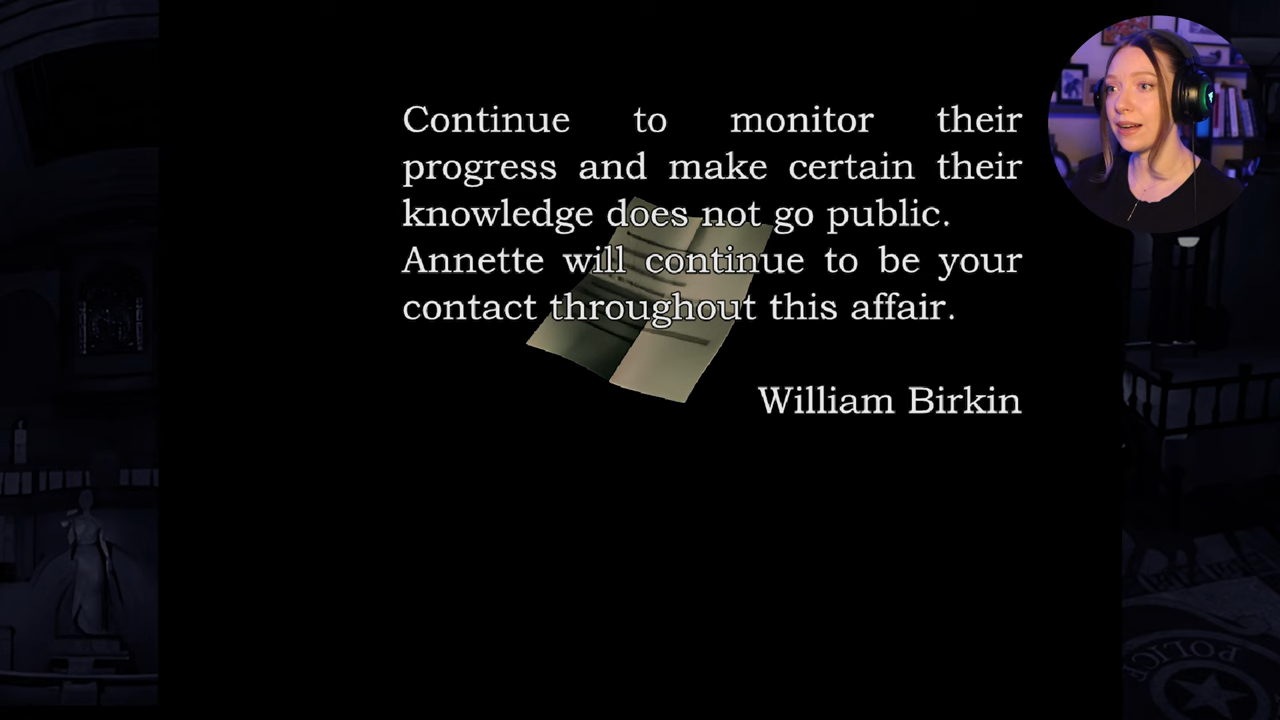 Continue to monitor their
progress and make certain their
knowledge does not go public.
Annette will continue to be your
contact throughout this affair.
William Birkin
POLICE